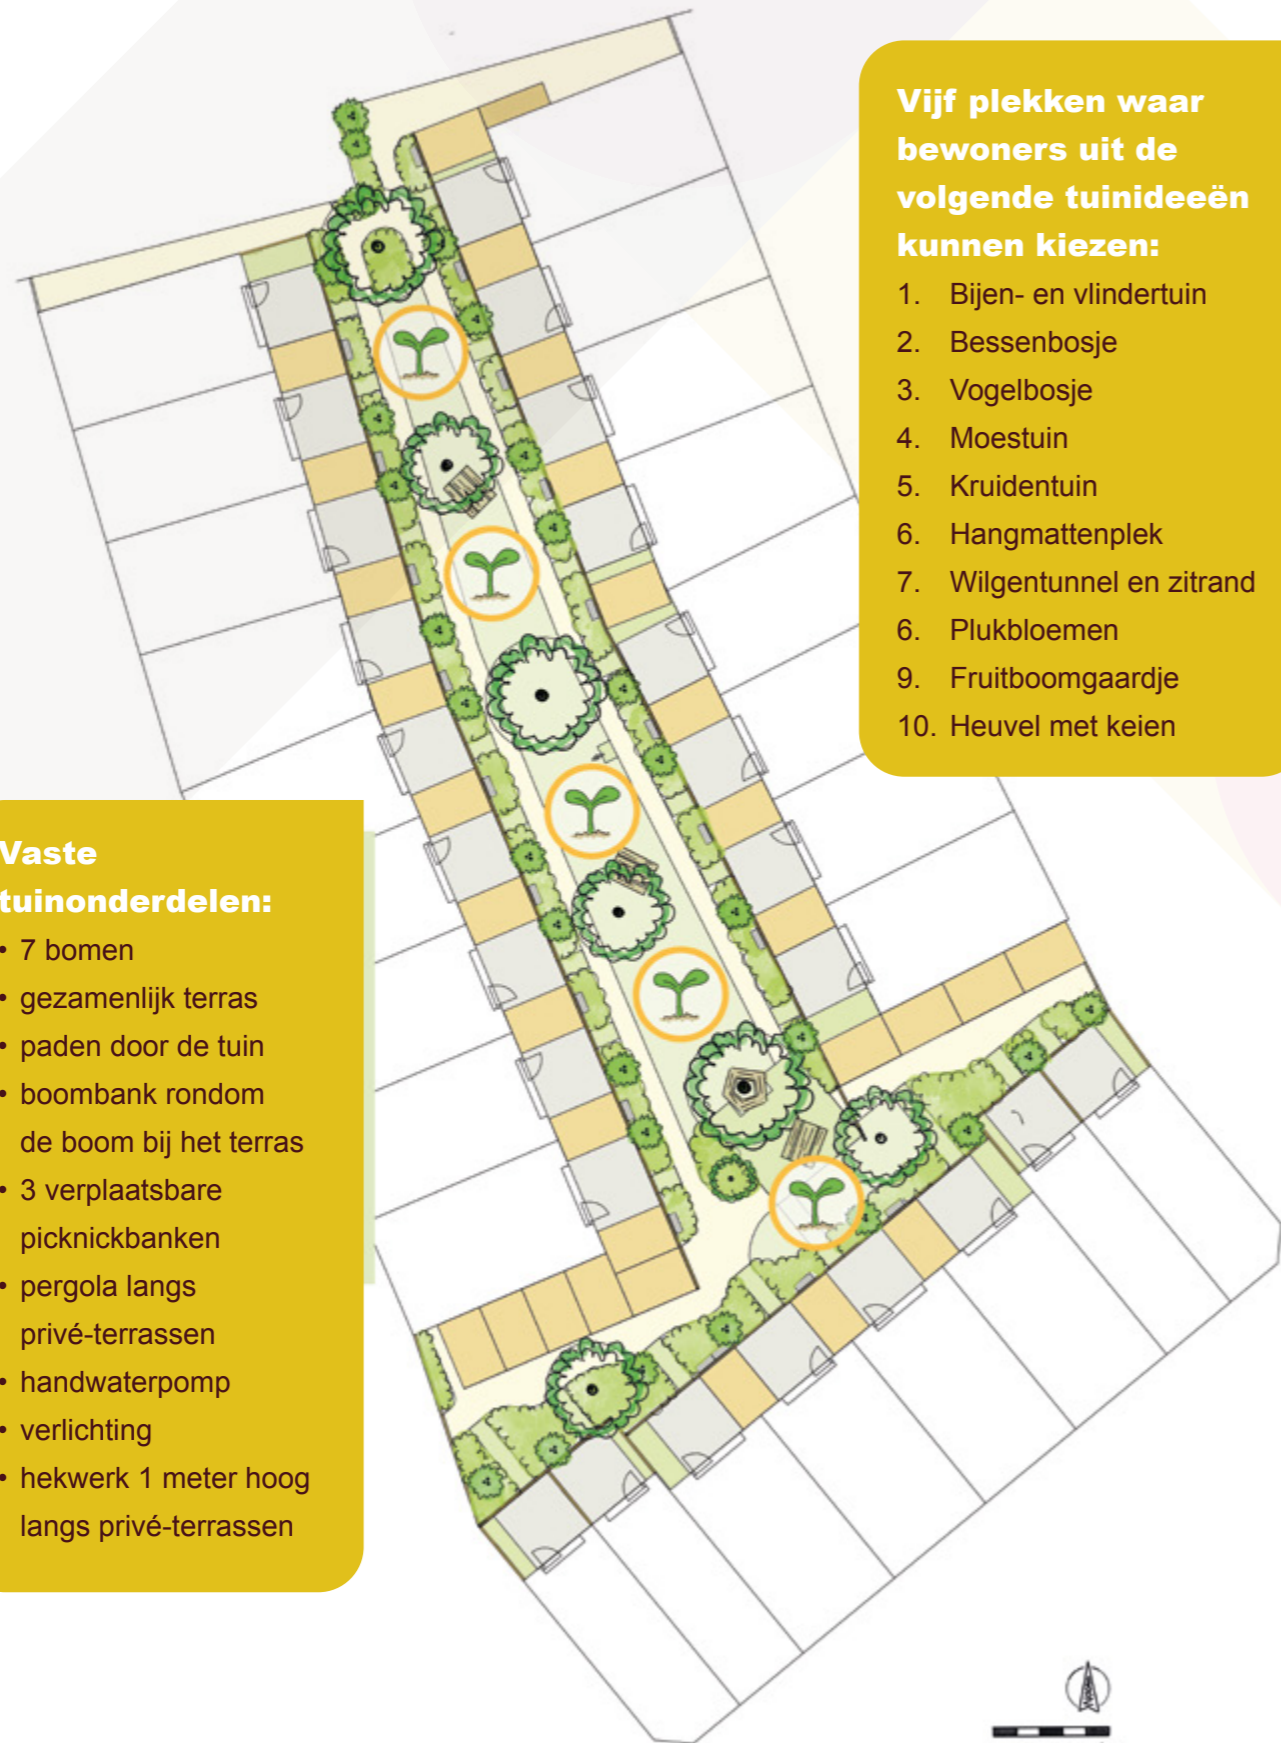 Vijf plekken waar
bewoners uit de
volgende tuinideeën
kunnen kiezen:
1. Bijen- en vlindertuin
2. Bessenbosje
3. Vogelbosje
4. Moestuin
5. Kruidentuin
6. Hangmattenplek
7. Wilgentunnel en zitrand
6. Plukbloemen
9. Fruitboomgaardje
10. Heuvel met keien
Vaste
tuinonderdelen:
• 7 bomen
• gezamenlijk terras
• paden door de tuin
• boombank rondom
de boom bij het terras
• 3 verplaatsbare
picknickbanken
• pergola langs
privé-terrassen
• handwaterpomp
• verlichting
• hekwerk 1 meter hoog
langs privé-terrassen